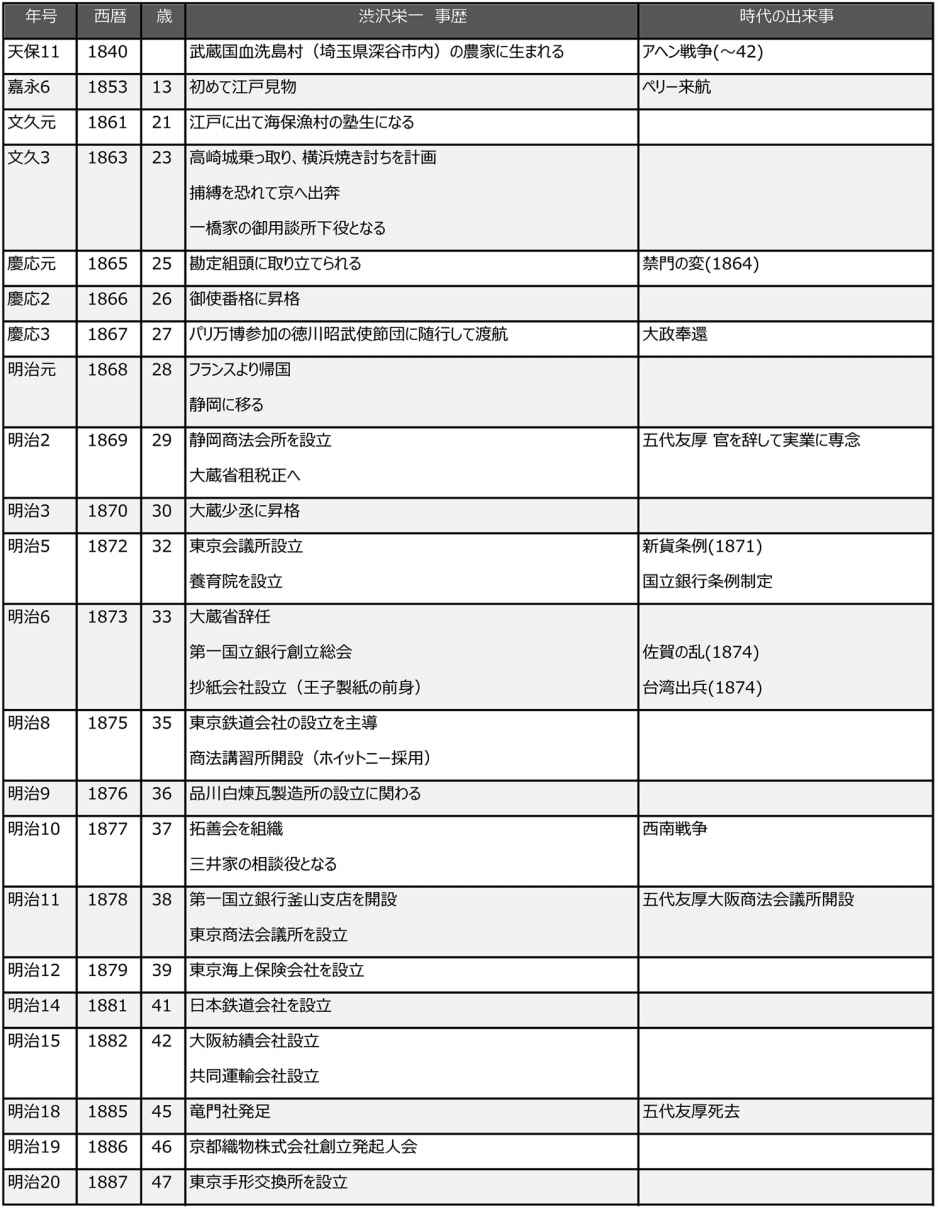 年号 西暦 歳 渋沢栄一 事歴 時代の出来事
天保11 1840 武蔵国血洗島村（埼玉県深谷市内）の農家に生まれる アヘン戦争(～42)
嘉永6 1853 13 初めて江戸見物 ペリー来航
文久元 1861 21 江戸に出て海保漁村の塾生になる
文久3 1863 23 高崎城乗っ取り、横浜焼き討ちを計画
捕縛を恐れて京へ出奔
一橋家の御用談所下役となる
慶応元 1865 25 勘定組頭に取り立てられる 禁門の変(1864)
慶応2 1866 26 御使番格に昇格
慶応3 1867 27 パリ万博参加の徳川昭武使節団に随行して渡航 大政奉還
明治元 1868 28 フランスより帰国
静岡に移る
明治2 1869 29 静岡商法会所を設立 五代友厚 官を辞して実業に専念
大蔵省租税正へ
明治3 1870 30 大蔵少丞に昇格
明治5 1872 32 東京会議所設立 新貨条例(1871)
養育院を設立 国立銀行条例制定
明治6 1873 33 大蔵省辞任
第一国立銀行創立総会 佐賀の乱(1874)
抄紙会社設立（王子製紙の前身） 台湾出兵(1874)
明治8 1875 35 東京鉄道会社の設立を主導
商法講習所開設（ホイットニー採用）
明治9 1876 36 品川白煉瓦製造所の設立に関わる
明治10 1877 37 拓善会を組織 西南戦争
三井家の相談役となる
明治11 1878 38 第一国立銀行釜山支店を開設 五代友厚大阪商法会議所開設
東京商法会議所を設立
明治12 1879 39 東京海上保険会社を設立
明治14 1881 41 日本鉄道会社を設立
明治15 1882 42 大阪紡績会社設立
共同運輸会社設立
明治18 1885 45 竜門社発足 五代友厚死去
明治19 1886 46 京都織物株式会社創立発起人会
明治20 1887 47 東京手形交換所を設立